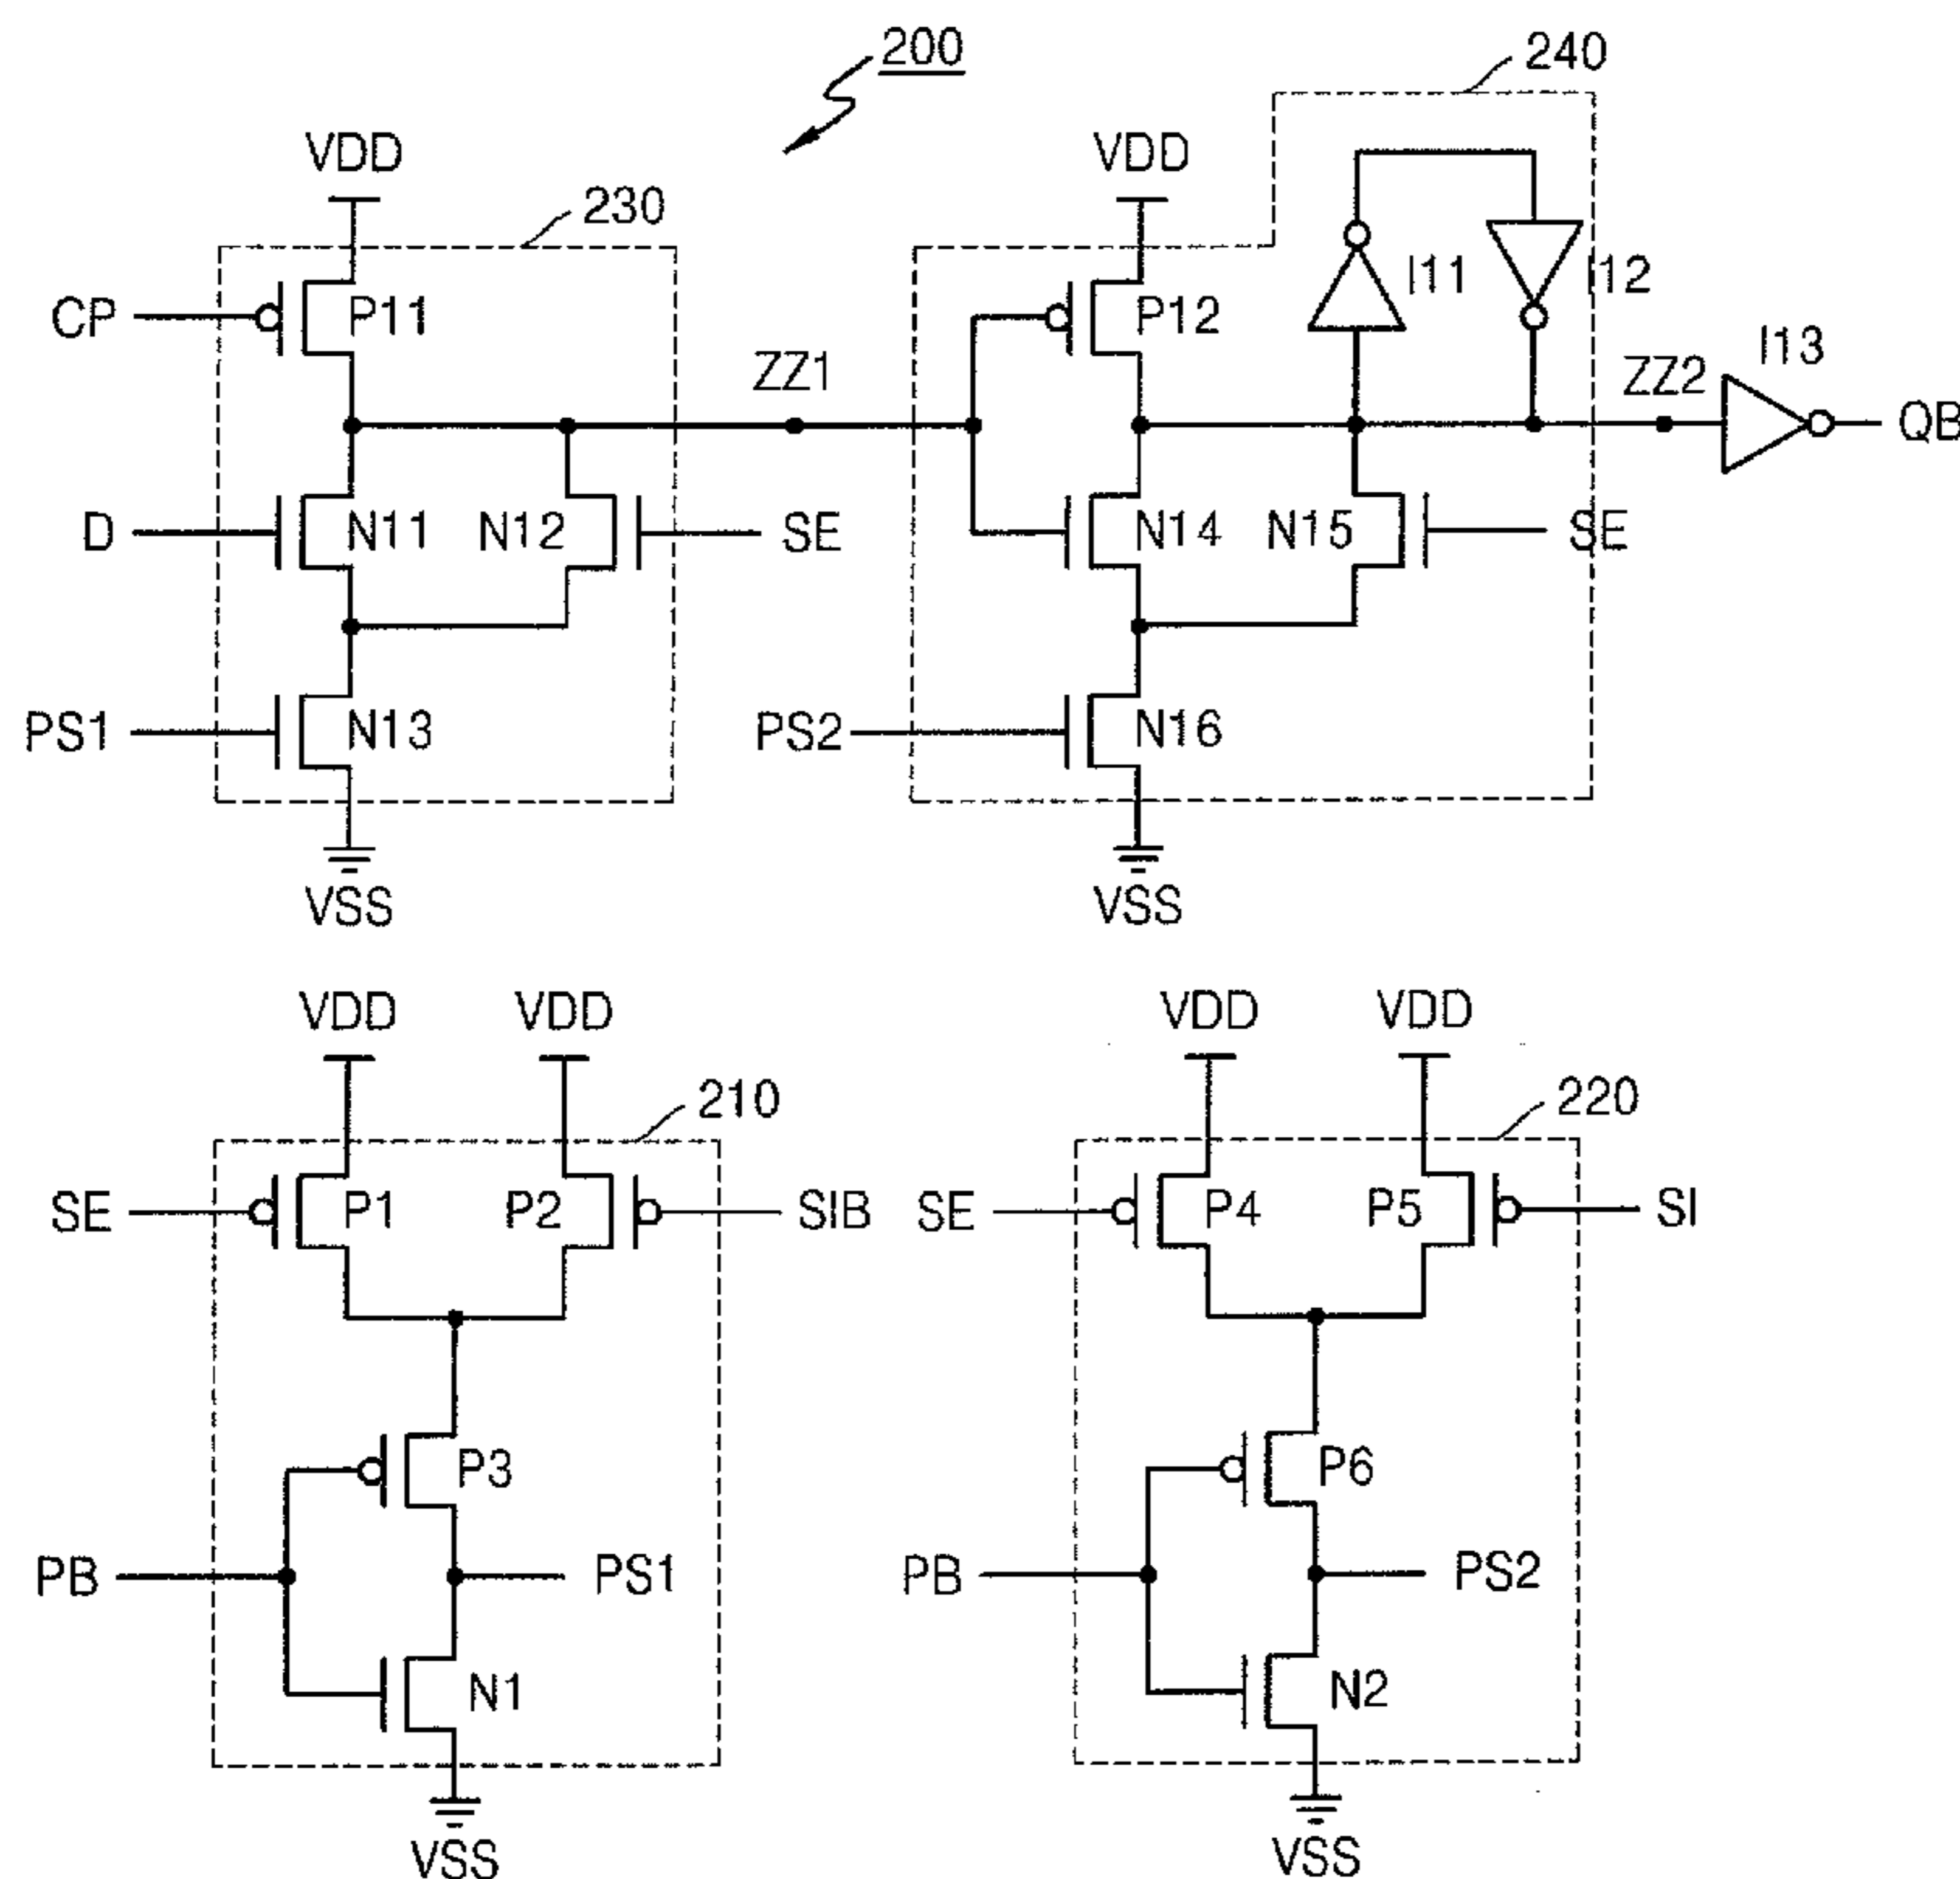 200
240
VDD
VDD
230
CP
P11
P12
I11
I12
I13
ZZ1
ZZ2
QB
D
N11
N12
SE
N14
N15
SE
PS1
N13
PS2
N16
VSS
VSS
VDD
VDD
VDD
VDD
210
220
SE
P1
P2
SIB
SE
P4
P5
SI
P3
P6
PB
PS1
PB
PS2
N1
N2
VSS
VSS